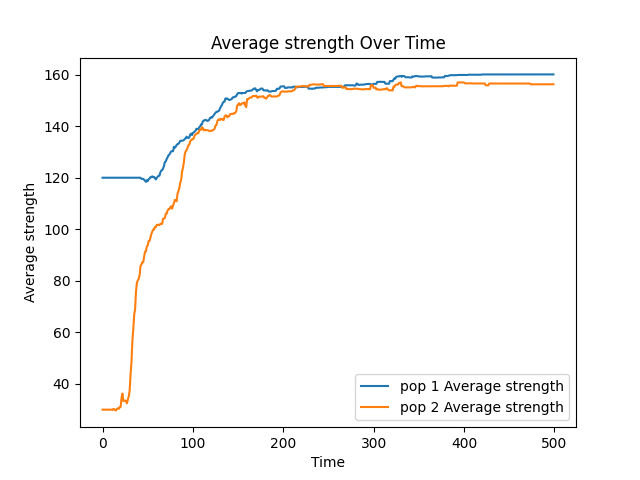 Average strength Over Time
Average strength
160
140
120
100
80
60
40
0 100 200 300 400 500
Time
pop 1 Average strength
pop 2 Average strength